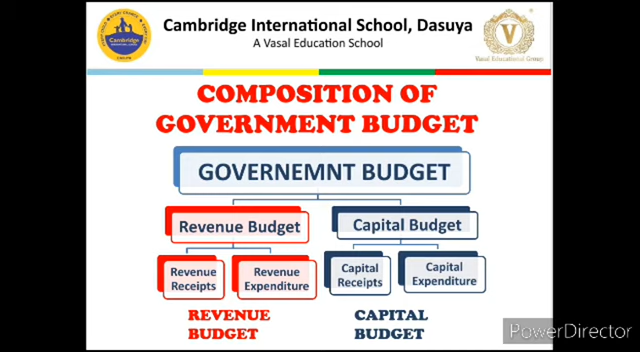 Cambridge International School, Dasuya
A Vasal Education School
Cambridge
V
Vasal Educational Group
COMPOSITION OF
GOVERNMENT BUDGET
GOVERNEMNT BUDGET
Revenue Budget
Capital Budget
Revenue
Receipts
Revenue
Expenditure
Capital
Receipts
Capital
Expenditure
REVENUE
BUDGET
CAPITAL
BUDGET
PowerDirector